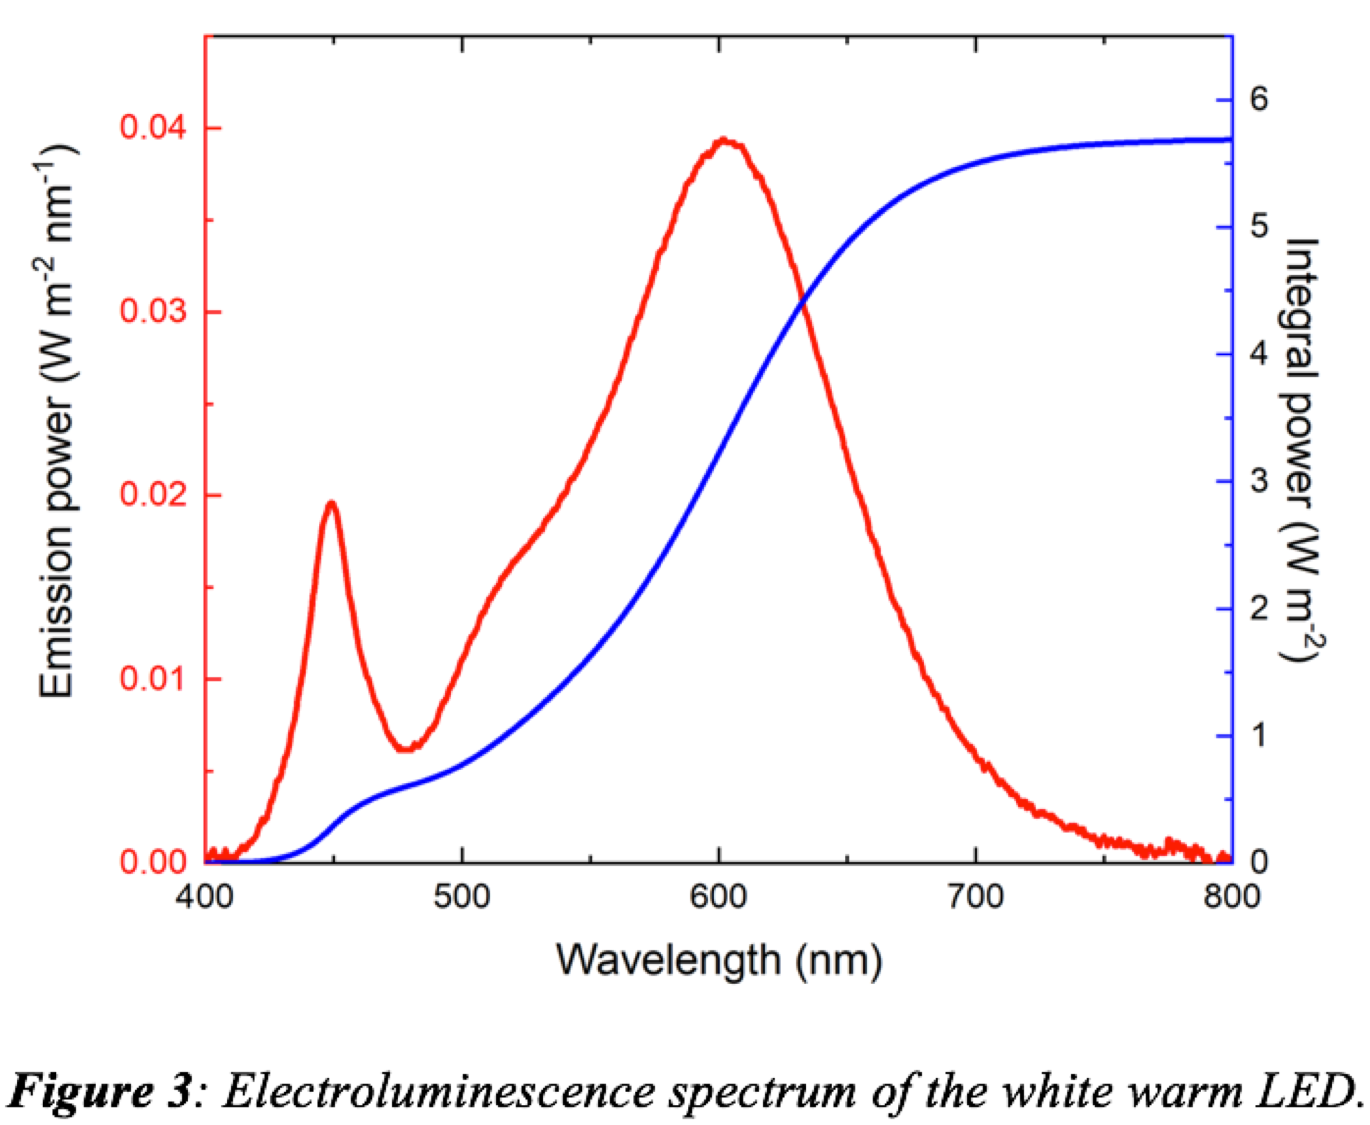 0.04
0.03
0.02
0.01
0.00
Emission power (W m-2 nm-1)
6
5
4
3
2
1
0
Integral power (W m-2)
400 500 600 700 800
Wavelength (nm)
Figure 3: Electroluminescence spectrum of the white warm LED.